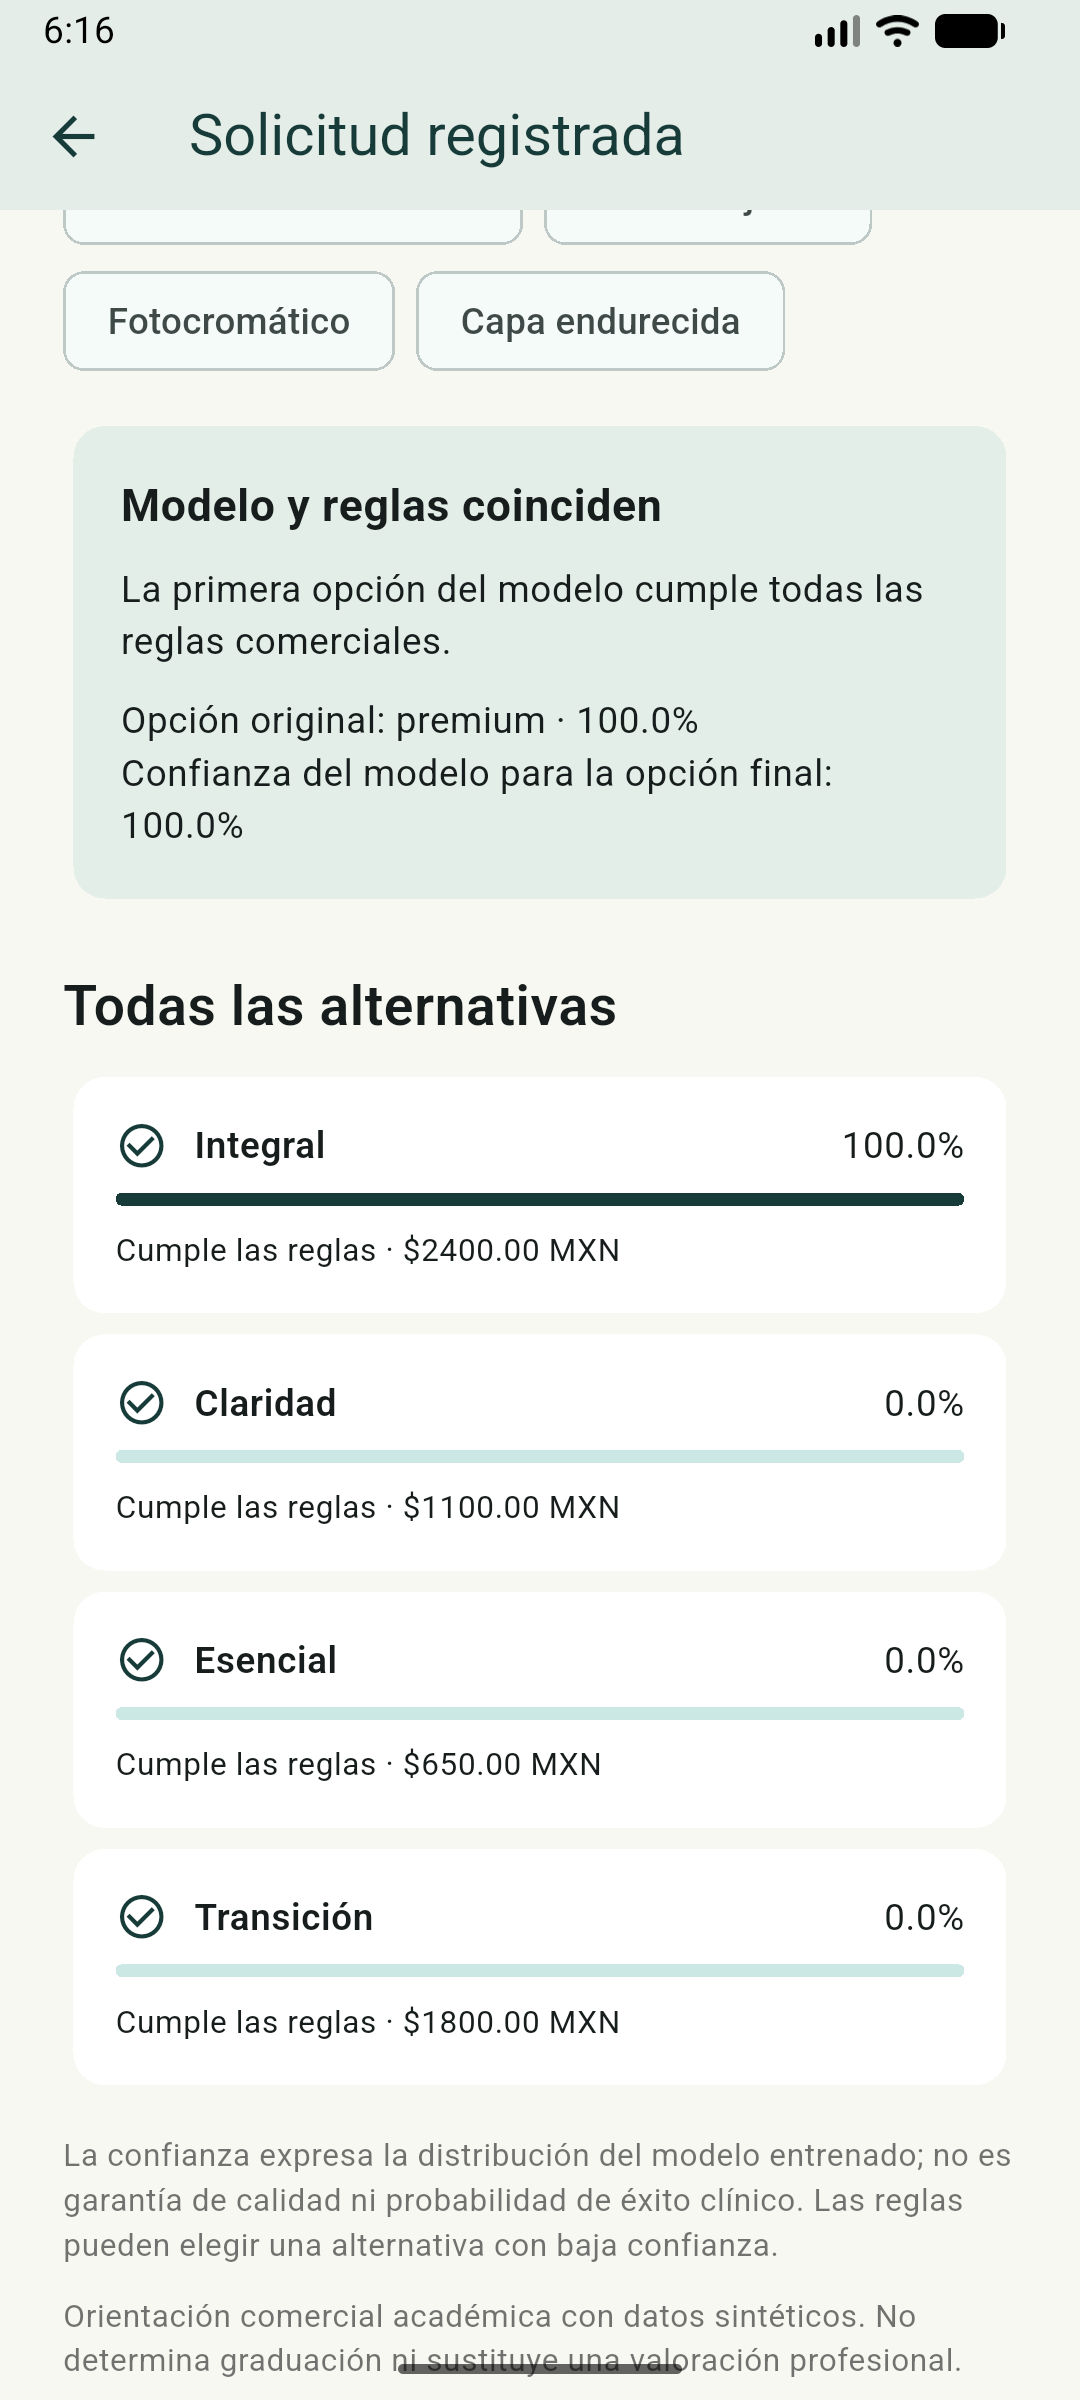 6:16
Solicitud registrada
Fotocromático
Capa endurecida
Modelo y reglas coinciden
La primera opción del modelo cumple todas las
reglas comerciales.
Opción original: premium · 100.0%
Confianza del modelo para la opción final:
100.0%
Todas las alternativas
Integral
100.0%
Cumple las reglas · $2400.00 MXN
Claridad
0.0%
Cumple las reglas · $1100.00 MXN
Esencial
0.0%
Cumple las reglas · $650.00 MXN
Transición
0.0%
Cumple las reglas · $1800.00 MXN
La confianza expresa la distribución del modelo entrenado; no es
garantía de calidad ni probabilidad de éxito clínico. Las reglas
pueden elegir una alternativa con baja confianza.
Orientación comercial académica con datos sintéticos. No
determina graduación ni sustituye una valoración profesional.